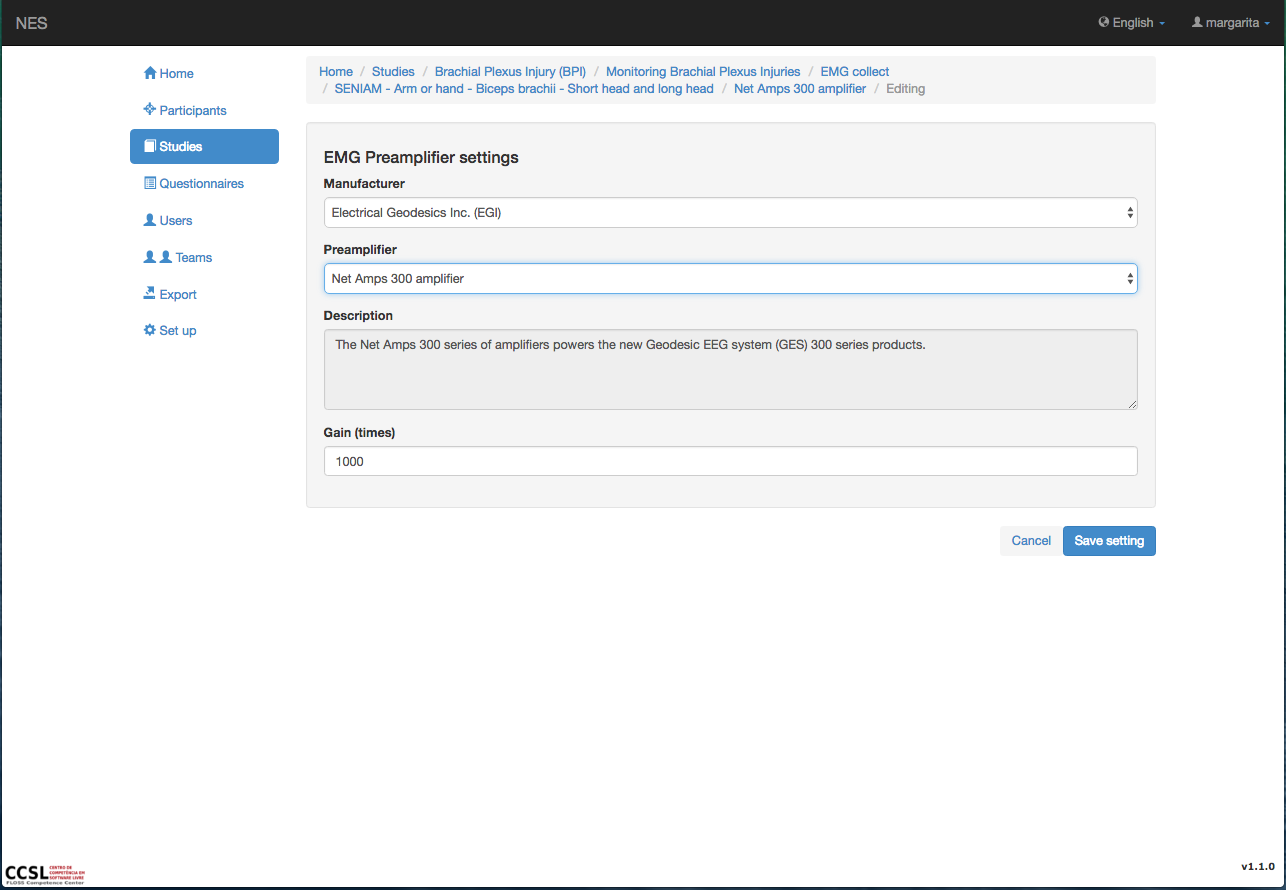 NES
English
margarita
Home
Participants
Studies
Questionnaires
Users
Teams
Export
Set up
Home / Studies / Brachial Plexus Injury (BPI) / Monitoring Brachial Plexus Injuries / EMG collect
/ SENIAM - Arm or hand - Biceps brachii - Short head and long head / Net Amps 300 amplifier / Editing
EMG Preamplifier settings
Manufacturer
Electrical Geodesics Inc. (EGI)
Preamplifier
Net Amps 300 amplifier
Description
The Net Amps 300 series of amplifiers powers the new Geodesic EEG system (GES) 300 series products.
Gain (times)
1000
Cancel
Save setting
CCSL
CENTRO DE
COMPETÊNCIA EM
SOFTWARE LIVRE
FLOSS Competence Center
v1.1.0